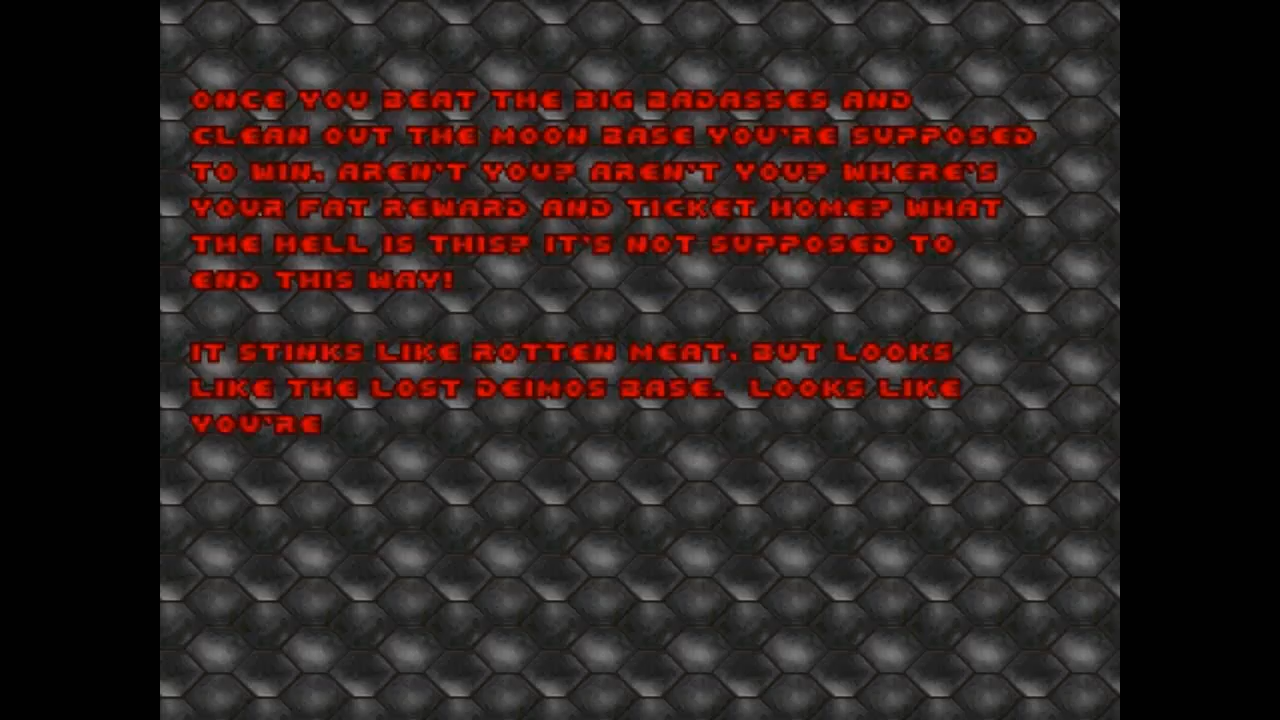 ONCE YOU BEAT THE BIG BADASSES AND
CLEAN OUT THE MOON BASE YOU'RE SUPPOSED
TO WIN, AREN'T YOU? AREN'T YOU? WHERE'S
YOUR FAT REWARD AND TICKET HOME? WHAT
THE HELL IS THIS? IT'S NOT SUPPOSED TO
END THIS WAY!
IT STINKS LIKE ROTTEN MEAT, BUT LOOKS
LIKE THE LOST DEIMOS BASE.  LOOKS LIKE
YOU'RE